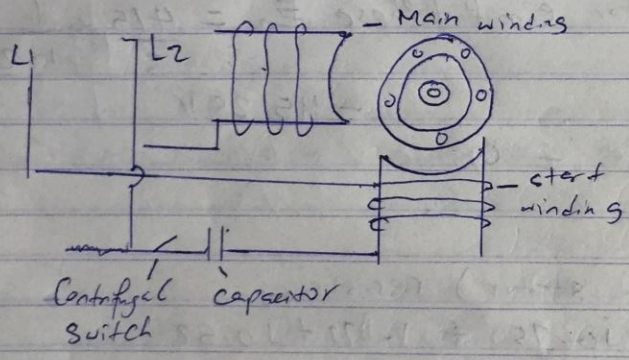 Main winding
L1
L2
start
winding
Centrifugal
switch
capacitor